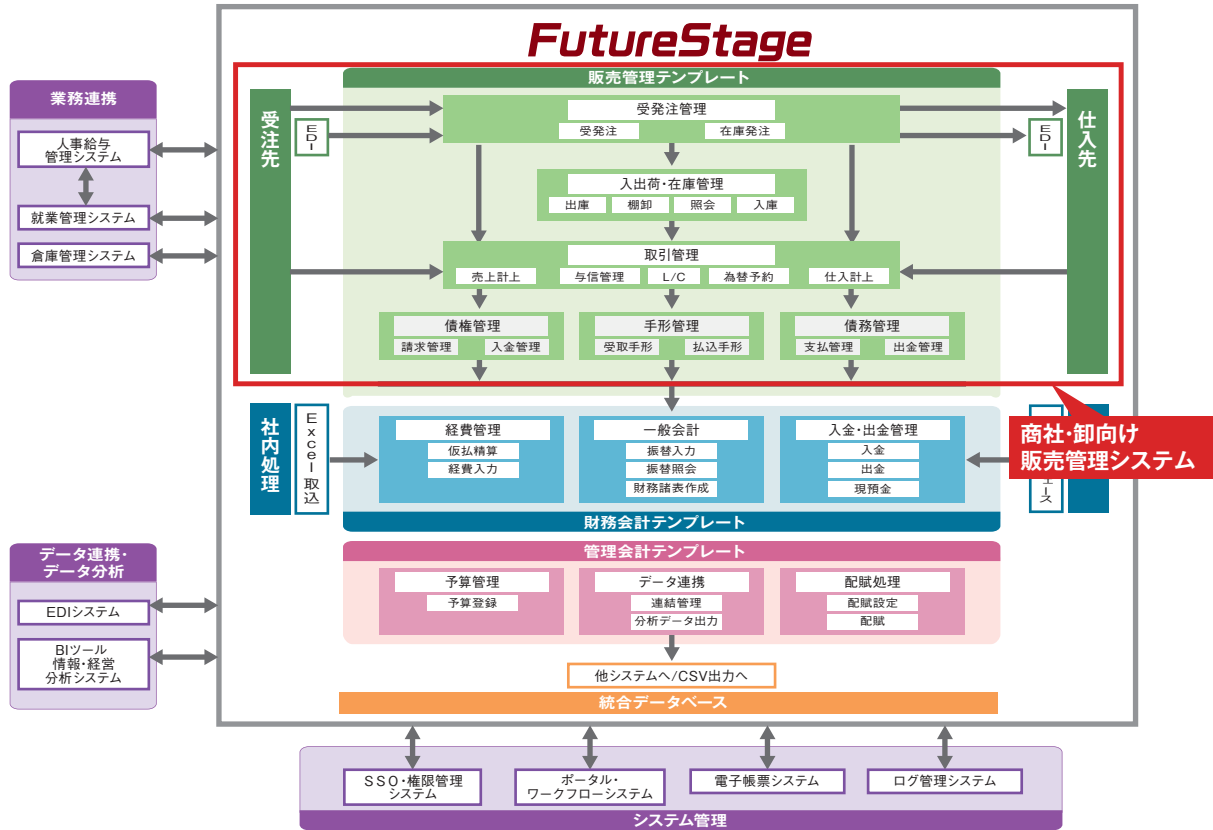 FutureStage
業務連携
人事給与
管理システム
就業管理システム
倉庫管理システム
販売管理テンプレート
受注先
EDI
受発注管理
受発注
在庫発注
EDI
仕入先
入出荷・在庫管理
出庫
棚卸
照会
入庫
取引管理
売上計上
与信管理
L/C
為替予約
仕入計上
債権管理
請求管理
入金管理
手形管理
受取手形
払込手形
債務管理
支払管理
出金管理
商社・卸向け
販売管理システム
社内処理
Excel取込
経費管理
仮払精算
経費入力
一般会計
振替入力
振替照会
財務諸表作成
入金・出金管理
入金
出金
現預金
ース
財務会計テンプレート
データ連携・
データ分析
EDIシステム
BIツール
情報・経営
分析システム
管理会計テンプレート
予算管理
予算登録
データ連携
連結管理
分析データ出力
配賦処理
配賦設定
配賦
他システムへ/CSV出力へ
統合データベース
SSO・権限管理
システム
ポータル・
ワークフローシステム
電子帳票システム
ログ管理システム
システム管理